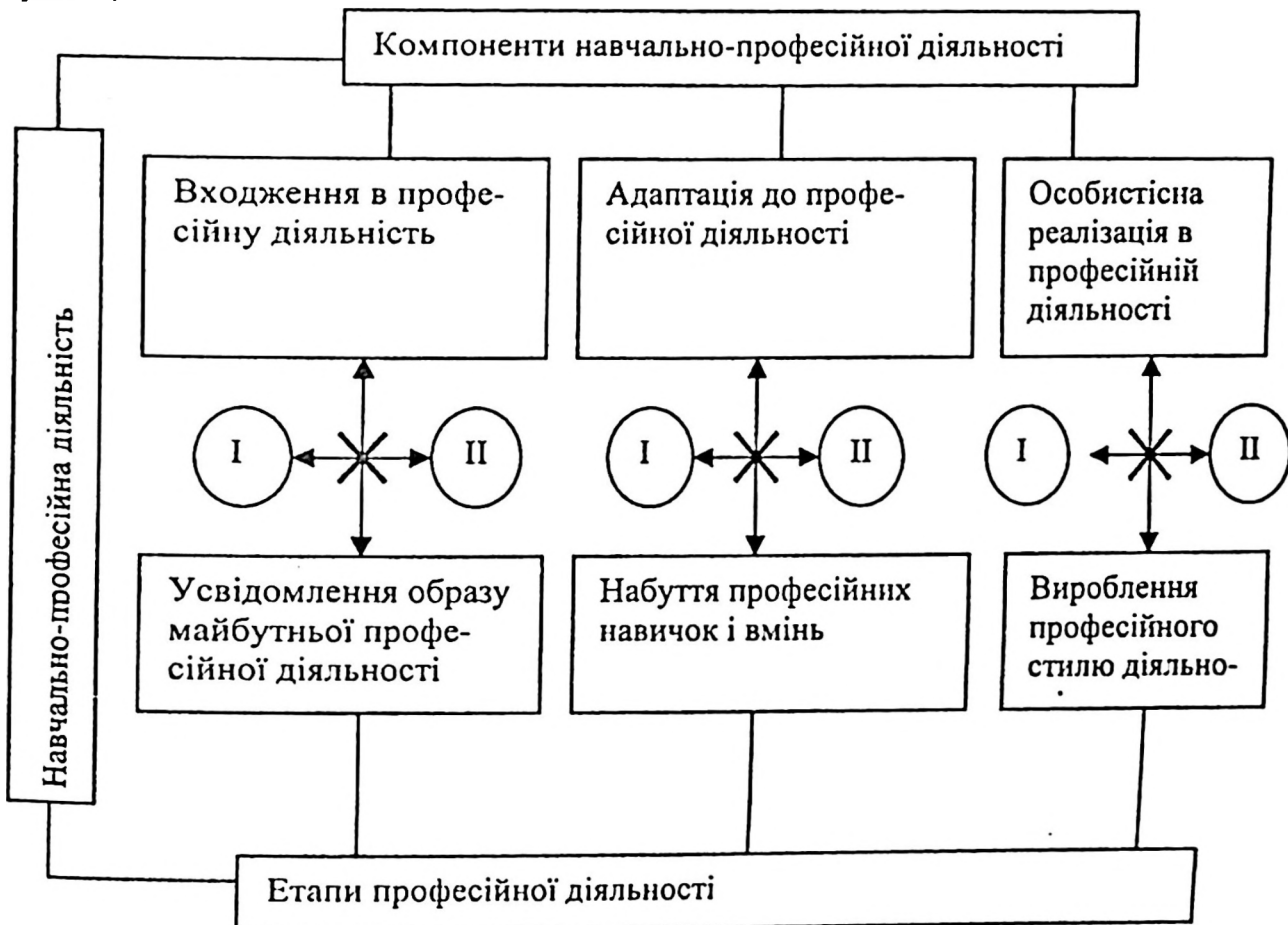 Компоненти навчально-професійної діяльності
Навчально-професійна діяльність
Входження в профе-
сійну діяльність
Адаптація до профе-
сійної діяльності
Особистісна
реалізація в
професійній
діяльності
I
II
I
II
I
II
Усвідомлення образу
майбутньої профе-
сійної діяльності
Набуття професійних
навичок і вмінь
Вироблення
професійного
стилю діяльно-
Етапи професійної діяльності